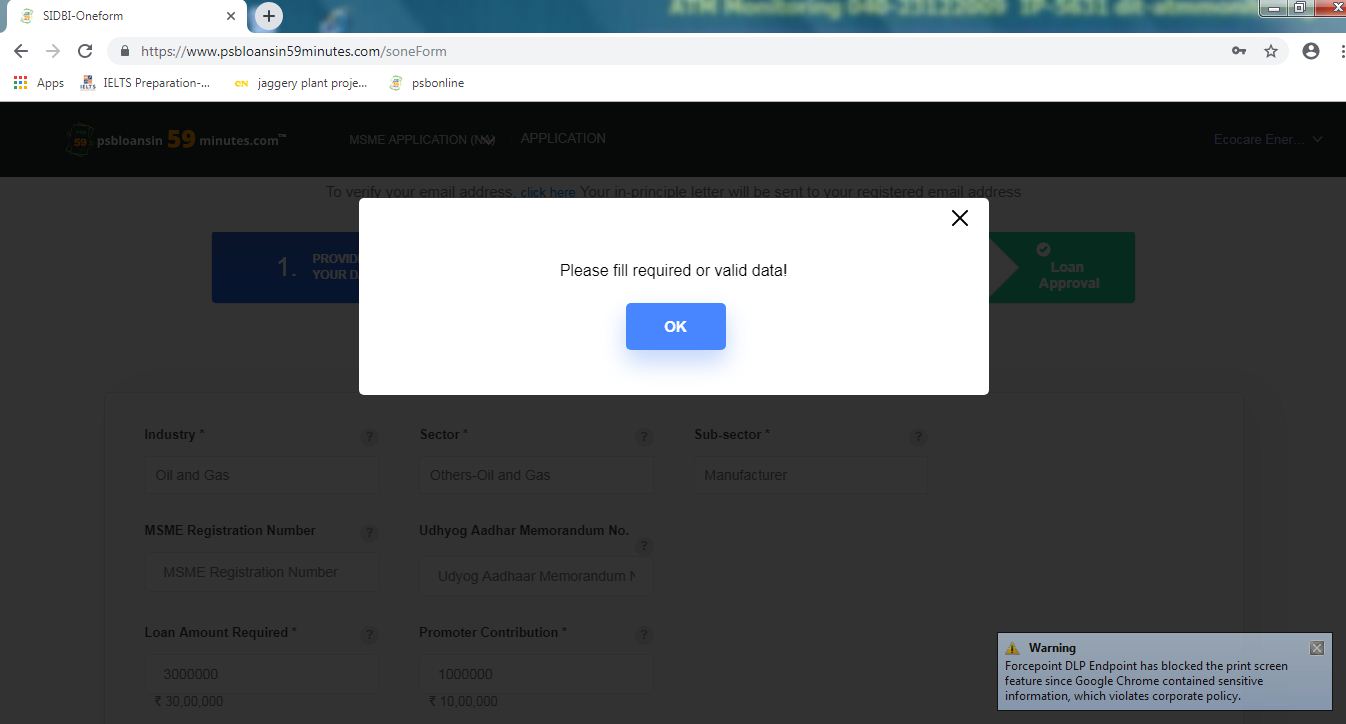 SIDBI-Oneform
ATM Monitoring 040-23122009 IP-5631
https://www.psbloansin59minutes.com/soneForm
Apps IELTS Preparation-... jaggery plant proje... psbonline
psbloansin 59 minutes.com™ MSME APPLICATION APPLICATION Ecocare Ener...
To verify your email address, click here Your in-principle letter will be sent to your registered email address
1. PROVID
YOUR D
Loan
Approval
Please fill required or valid data!
OK
Industry * ? Sector * ? Sub-sector * ?
Oil and Gas Others-Oil and Gas Manufacturer
MSME Registration Number ? Udhyog Aadhar Memorandum No. ?
MSME Registration Number Udyog Aadhaar Memorandum N
Loan Amount Required * ? Promoter Contribution * ?
3000000 1000000
₹ 30,00,000 ₹ 10,00,000
Warning
Forcepoint DLP Endpoint has blocked the print screen
feature since Google Chrome contained sensitive
information, which violates corporate policy.